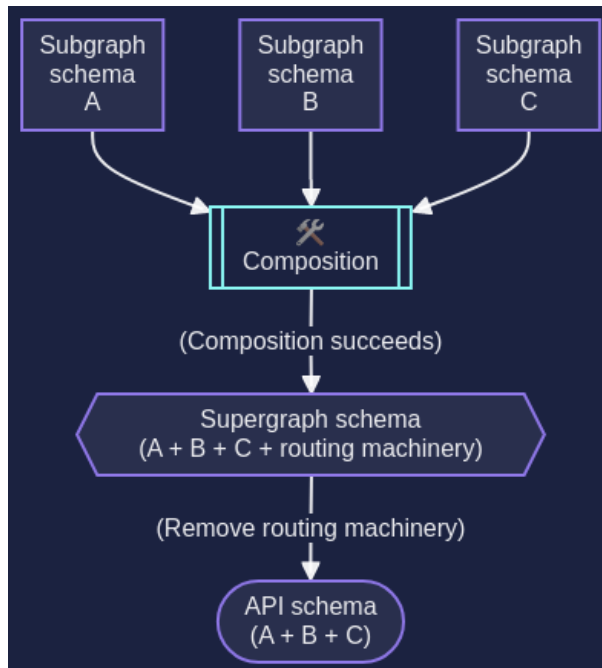 Subgraph
schema
A
Subgraph
schema
B
Subgraph
schema
C
Composition
(Composition succeeds)
Supergraph schema
(A + B + C + routing machinery)
(Remove routing machinery)
API schema
(A + B + C)